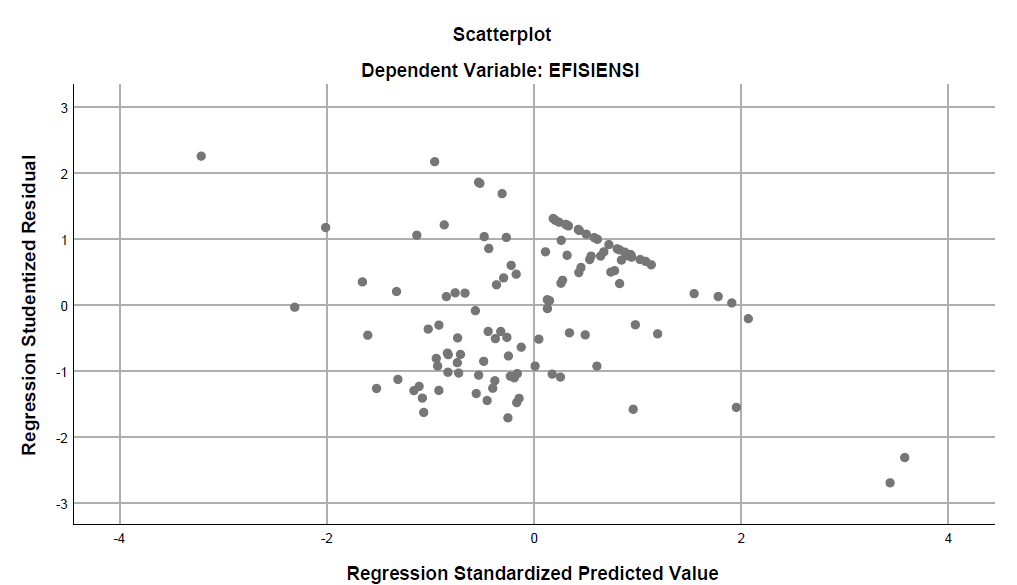 Scatterplot
Dependent Variable: EFISIENSI
Regression Studentized Residual
3
2
1
0
-1
-2
-3
-4 -2 0 2 4
Regression Standardized Predicted Value